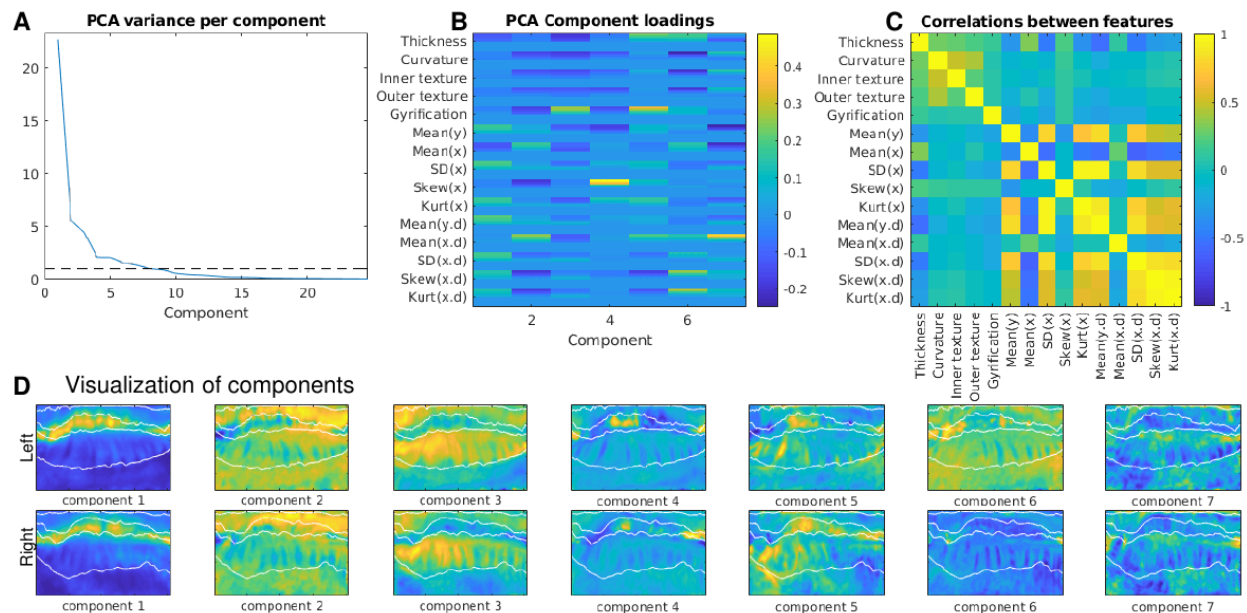 A PCA variance per component
20
15
10
5
0
0 5 10 15 20
Component
B PCA Component loadings
Thickness
Curvature
Inner texture
Outer texture
Gyrification
Mean(y)
Mean(x)
SD(x)
Skew(x)
Kurt(x)
Mean(y.d)
Mean(x.d)
SD(x.d)
Skew(x.d)
Kurt(x.d)
2 4 6
Component
0.4
0.3
0.2
0.1
0
-0.1
-0.2
C Correlations between features
Thickness
Curvature
Inner texture
Outer texture
Gyrification
Mean(y)
Mean(x)
SD(x)
Skew(x)
Kurt(x)
Mean(y.d)
Mean(x.d)
SD(x.d)
Skew(x.d)
Kurt(x.d)
Thickness
Curvature
Inner texture
Outer texture
Gyrification
Mean(y)
Mean(x)
SD(x)
Skew(x)
Kurt(x)
Mean(y.d)
Mean(x.d)
SD(x.d)
Skew(x.d)
Kurt(x.d)
1
0.5
0
-0.5
-1
D Visualization of components
Left
component 1 component 2 component 3 component 4 component 5 component 6 component 7
Right
component 1 component 2 component 3 component 4 component 5 component 6 component 7